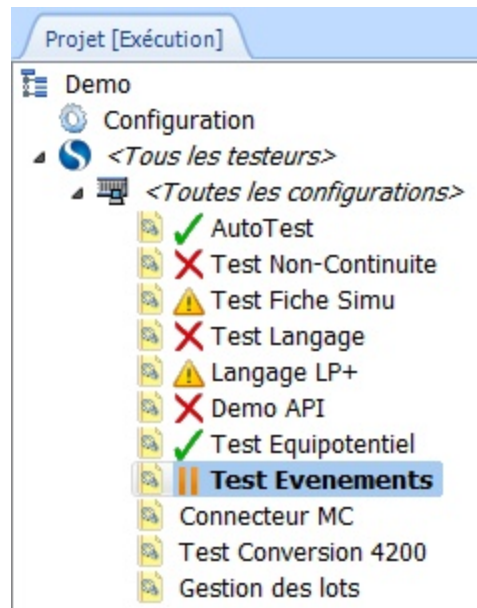 Projet [Exécution]
Demo
Configuration
<Tous les testeurs>
<Toutes les configurations>
AutoTest
Test Non-Continuite
Test Fiche Simu
Test Langage
Langage LP+
Demo API
Test Equipotentiel
Test Evenements
Connecteur MC
Test Conversion 4200
Gestion des lots